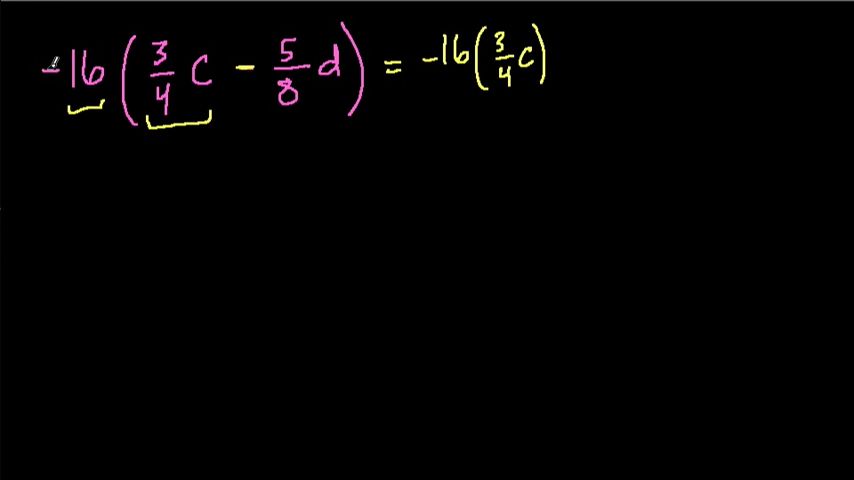 -16 ( 3/4 c - 5/8 d ) = -16 ( 3/4 c )